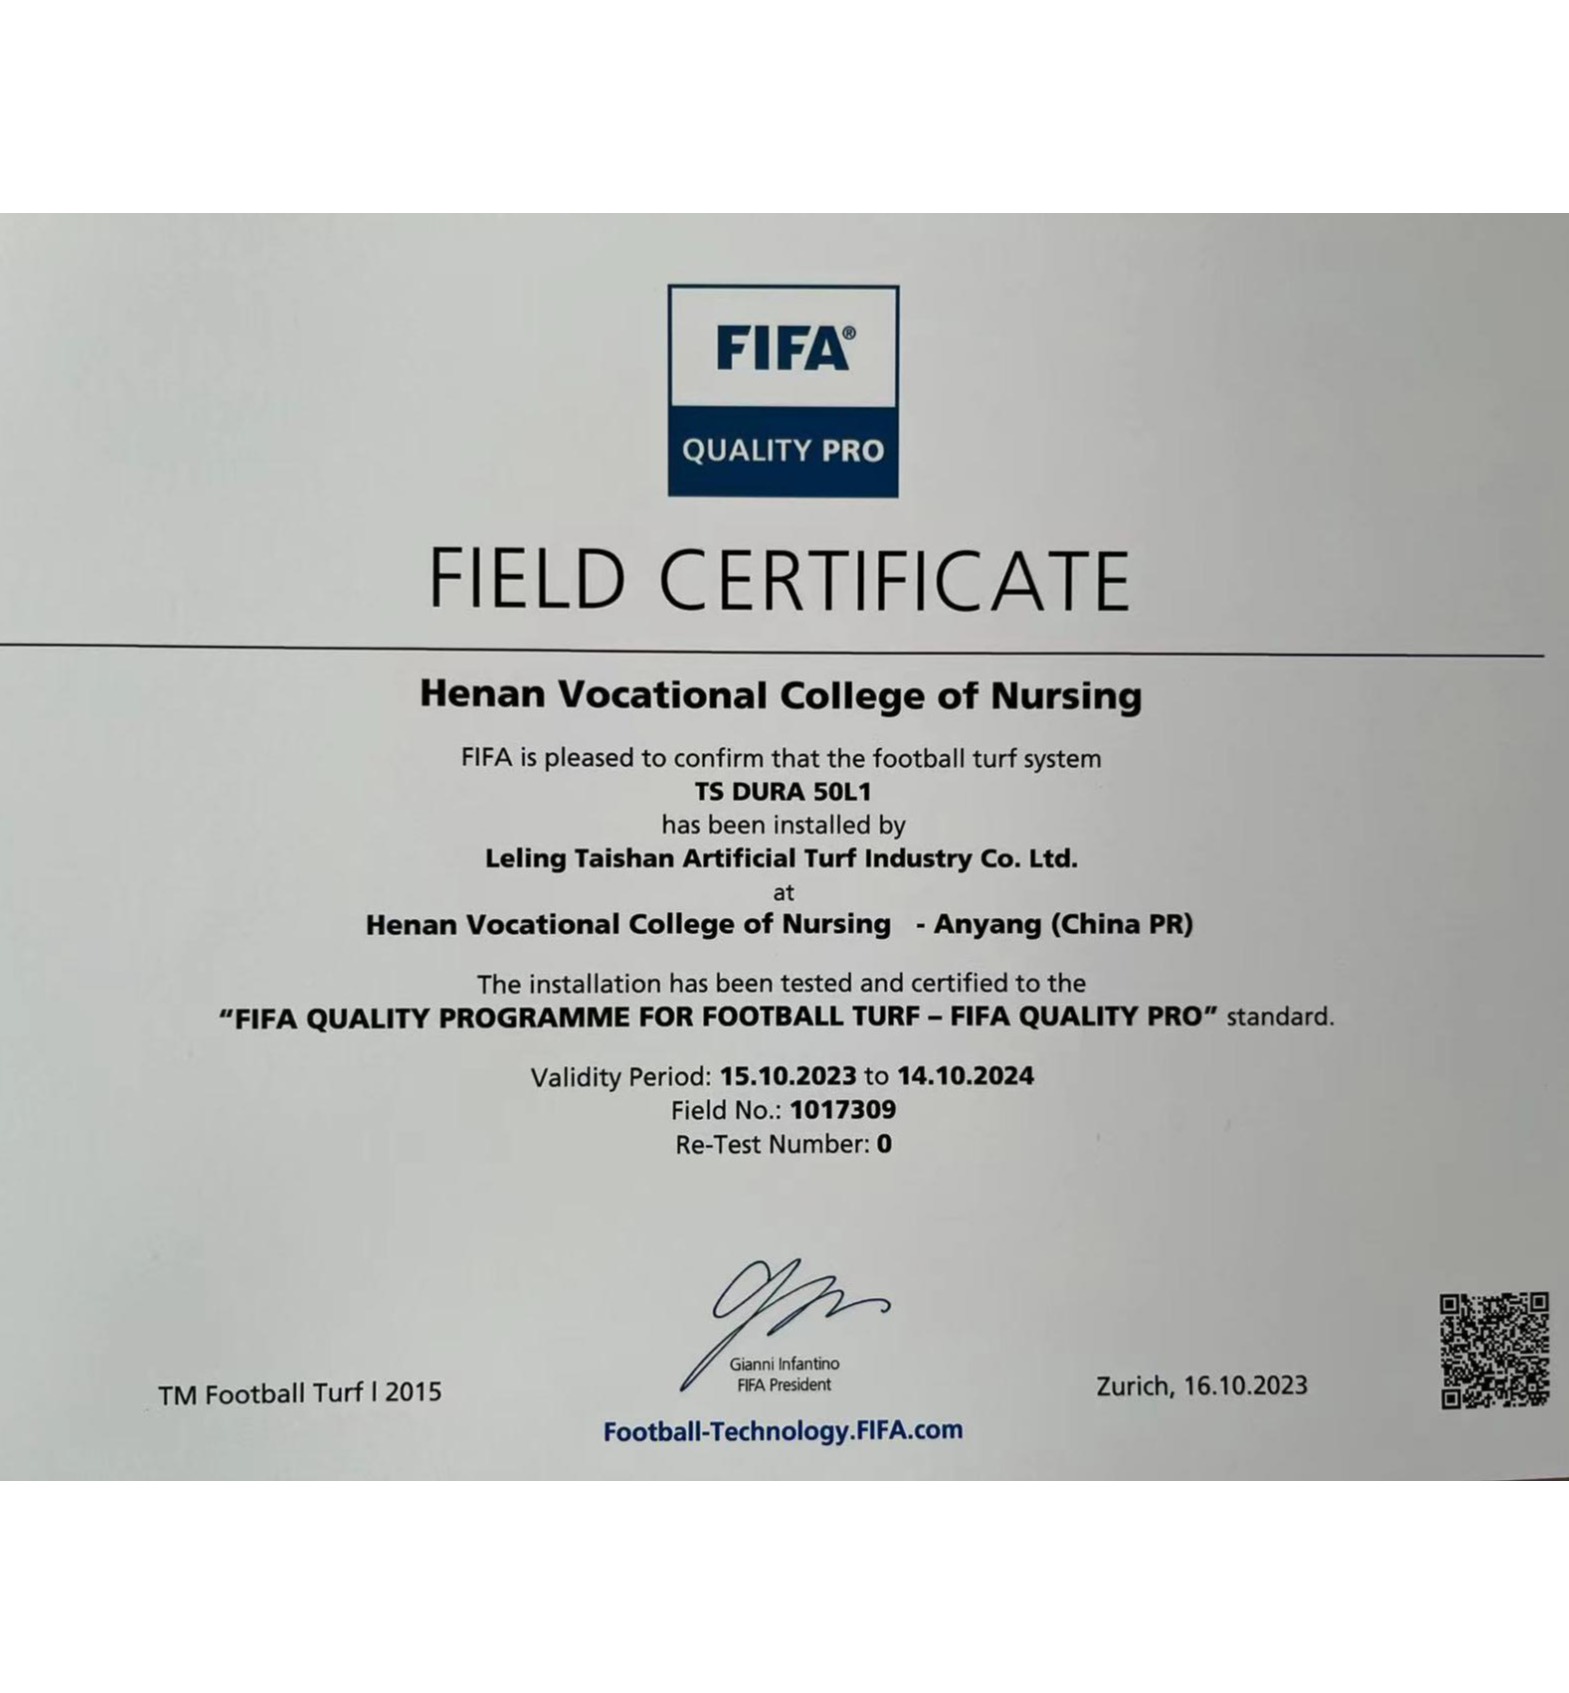 FIFA®
QUALITY PRO
FIELD CERTIFICATE
Henan Vocational College of Nursing
FIFA is pleased to confirm that the football turf system
TS DURA 50L1
has been installed by
Leling Taishan Artificial Turf Industry Co. Ltd.
at
Henan Vocational College of Nursing - Anyang (China PR)
The installation has been tested and certified to the
“FIFA QUALITY PROGRAMME FOR FOOTBALL TURF – FIFA QUALITY PRO” standard.
Validity Period: 15.10.2023 to 14.10.2024
Field No.: 1017309
Re-Test Number: 0
Gianni Infantino
FIFA President
TM Football Turf I 2015
Zurich, 16.10.2023
Football-Technology.FIFA.com